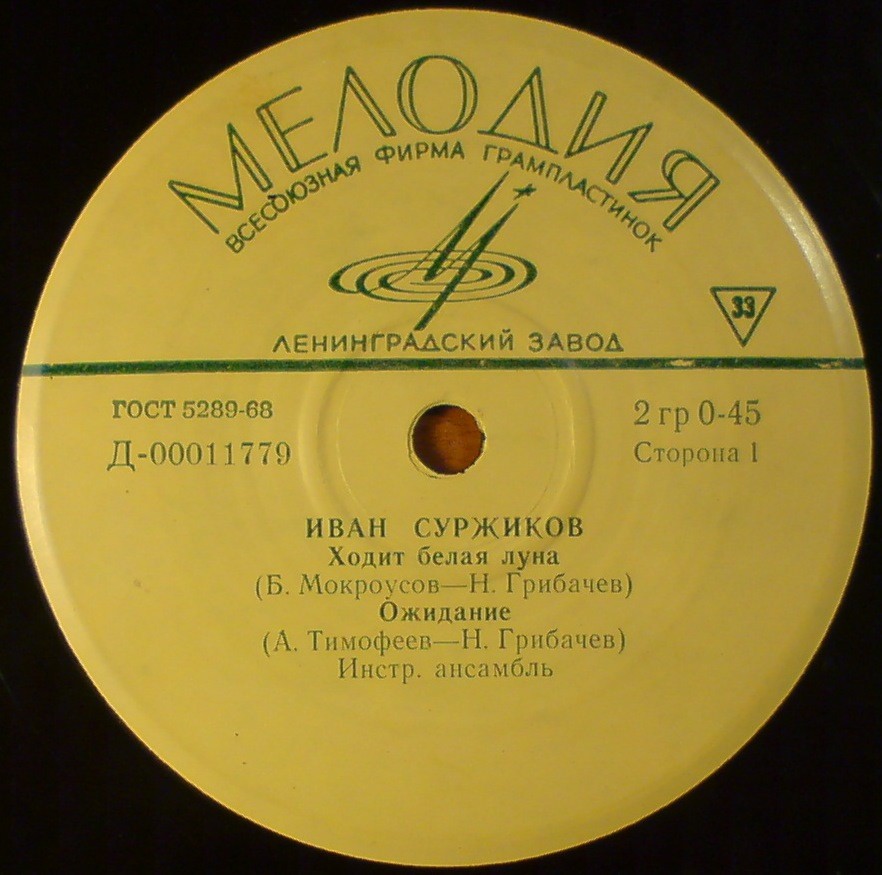 МЕЛОДИЯ
ВСЕСОЮЗНАЯ ФИРМА ГРАМПЛАСТИНОК
33
ЛЕНИНГРАДСКИЙ ЗАВОД
ГОСТ 5289-68
2 гр 0-45
Д-00011779
Сторона 1
ИВАН СУРЖИКОВ
Ходит белая луна
(Б. Мокроусов—Н. Грибачев)
Ожидание
(А. Тимофеев—Н. Грибачев)
Инстр. ансамбль